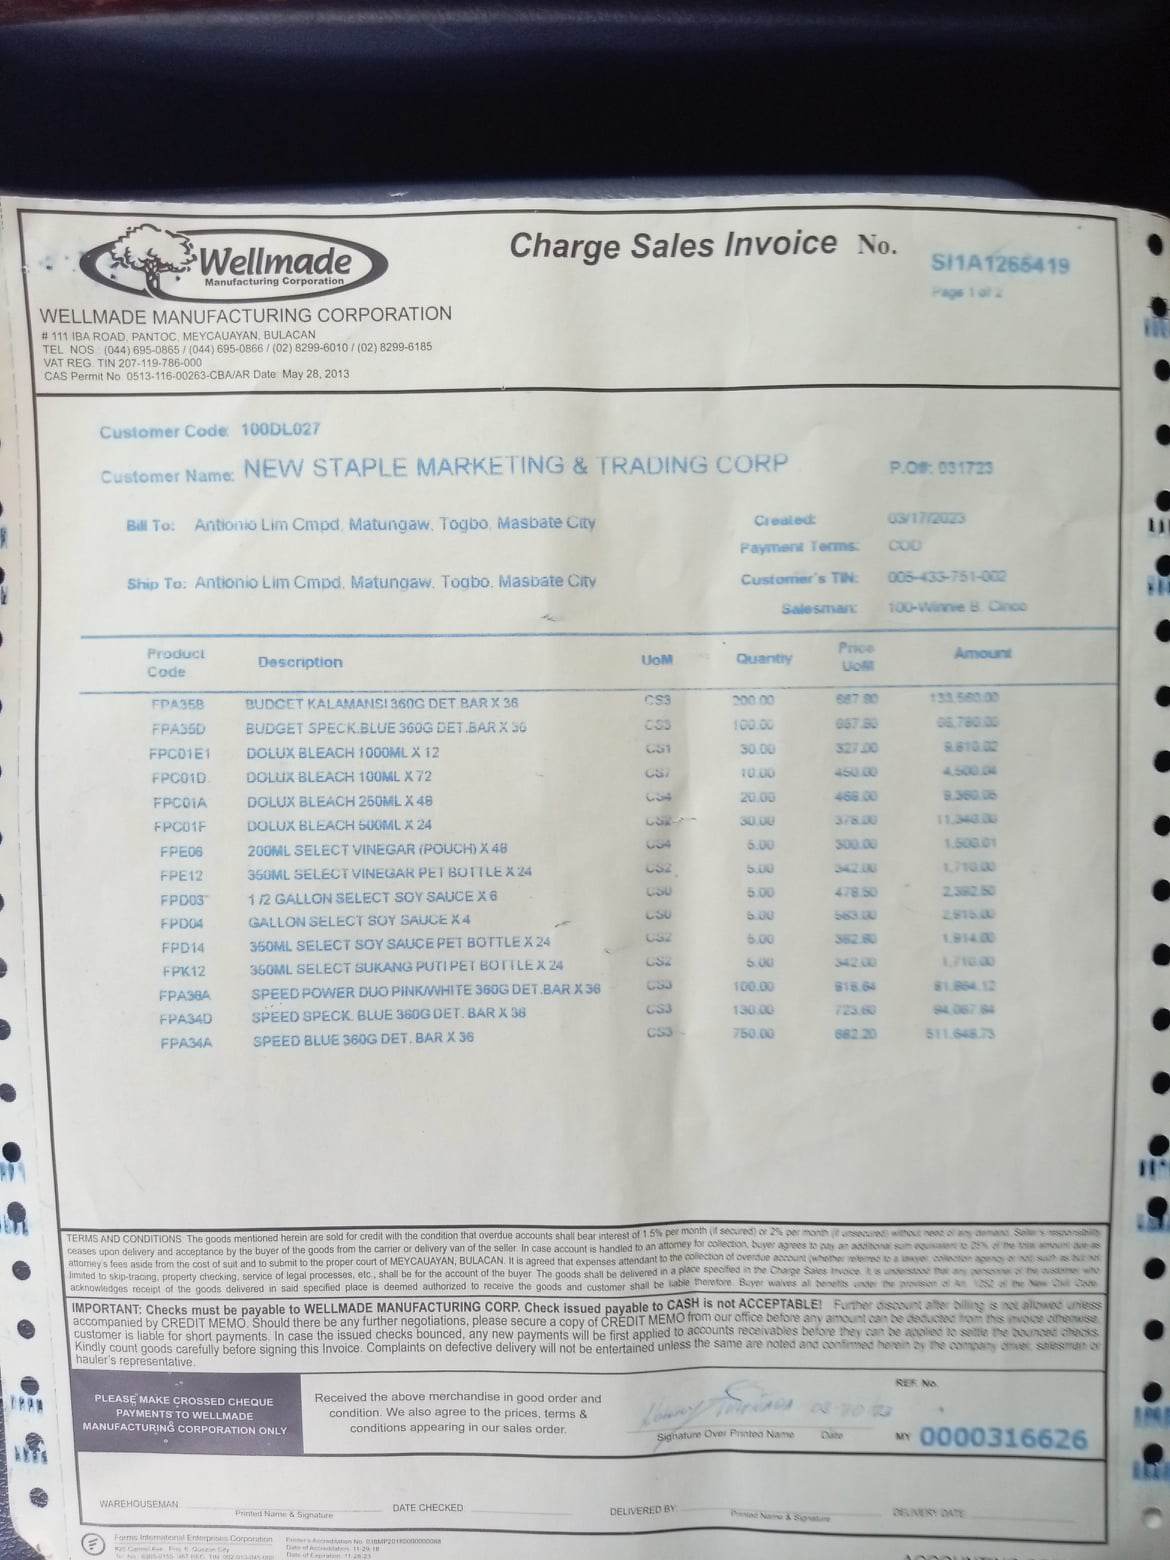 Wellmade
Manufacturing Corporation
Charge Sales Invoice No. SI1A1265419
Page 1 of 2
WELLMADE MANUFACTURING CORPORATION
# 111 IBA ROAD, PANTOC, MEYCAUAYAN, BULACAN
TEL. NOS. : (044) 695-0865 / (044) 695-0866 / (02) 8299-6010 / (02) 8299-6185
VAT REG. TIN 207-119-786-000
CAS Permit No. 0513-116-00263-CBA/AR Date: May 28, 2013
Customer Code: 100DL027
Customer Name: NEW STAPLE MARKETING & TRADING CORP P.O#: 031723
Bill To: Antionio Lim Cmpd, Matungaw, Togbo, Masbate City Created: 03/17/2023
Payment Terms: COD
Ship To: Antionio Lim Cmpd, Matungaw, Togbo, Masbate City Customer's TIN: 005-433-751-002
Salesman: 100-Winnie B. Cinco
Product Code Description UoM Quantity Price UoM Amount
FPA35B BUDGET KALAMANSI 360G DET.BAR X 36 CS3 200.00 667.80 133,560.00
FPA35D BUDGET SPECK.BLUE 360G DET.BAR X 36 CS3 100.00 667.80 66,780.00
FPC01E1 DOLUX BLEACH 1000ML X 12 CS1 30.00 327.00 9,810.02
FPC01D DOLUX BLEACH 100ML X 72 CS7 10.00 450.00 4,500.04
FPC01A DOLUX BLEACH 250ML X 48 CS4 20.00 468.00 9,360.05
FPC01F DOLUX BLEACH 500ML X 24 CS2 30.00 378.00 11,340.00
FPE06 200ML SELECT VINEGAR (POUCH) X 48 CS4 5.00 300.00 1,500.01
FPE12 350ML SELECT VINEGAR PET BOTTLE X 24 CS2 5.00 342.00 1,710.00
FPD03 1 /2 GALLON SELECT SOY SAUCE X 6 CS0 5.00 478.50 2,392.50
FPD04 GALLON SELECT SOY SAUCE X 4 CS0 5.00 583.00 2,915.00
FPD14 350ML SELECT SOY SAUCE PET BOTTLE X 24 CS2 5.00 382.80 1,914.00
FPK12 350ML SELECT SUKANG PUTI PET BOTTLE X 24 CS2 5.00 342.00 1,710.00
FPA36A SPEED POWER DUO PINK/WHITE 360G DET.BAR X 36 CS3 100.00 818.64 81,864.12
FPA34D SPEED SPECK. BLUE 360G DET. BAR X 36 CS3 130.00 723.60 94,067.84
FPA34A SPEED BLUE 360G DET. BAR X 36 CS3 750.00 682.20 511,648.73
TERMS AND CONDITIONS: The goods mentioned herein are sold for credit with the condition that overdue accounts shall bear interest of 1.5% per month (if secured) or 2% per month (if unsecured) without need of any demand. Seller's responsibility
ceases upon delivery and acceptance by the buyer of the goods from the carrier or delivery van of the seller. In case account is handled to an attorney for collection, buyer agrees to pay an additional sum equivalent to 25% of the total amount due as
attorney's fees aside from the cost of suit and to submit to the proper court of MEYCAUAYAN, BULACAN. It is agreed that expenses attendant to the collection of overdue account (whether referred to a lawyer, collection agency or not) such as but not
limited to skip-tracing, property checking, service of legal processes, etc., shall be for the account of the buyer. The goods shall be delivered in a place specified in the Charge Sales Invoice. It is understood that any personnel of the customer who
acknowledges receipt of the goods delivered in said specified place is deemed authorized to receive the goods and customer shall be liable therefore. Buyer waives all benefits under the provision of Art. 1252 of the New Civil Code.
IMPORTANT: Checks must be payable to WELLMADE MANUFACTURING CORP. Check issued payable to CASH is not ACCEPTABLE! Further discount after billing is not allowed unless
accompanied by CREDIT MEMO. Should there be any further negotiations, please secure a copy of CREDIT MEMO from our office before any amount can be deducted from this invoice otherwise,
customer is liable for short payments. In case the issued checks bounced, any new payments will be first applied to accounts receivables before they can be applied to settle the bounced checks.
Kindly count goods carefully before signing this Invoice. Complaints on defective delivery will not be entertained unless the same are noted and confirmed herein by the company driver, salesman or
hauler's representative.
PLEASE MAKE CROSSED CHEQUE
PAYMENTS TO WELLMADE
MANUFACTURING CORPORATION ONLY
Received the above merchandise in good order and
condition. We also agree to the prices, terms &
conditions appearing in our sales order.
Signature Over Printed Name Date
REF. No.
MY 0000316626
WAREHOUSEMAN
Printed Name & Signature
DATE CHECKED
DELIVERED BY:
Printed Name & Signature
DELIVERY DATE
Forms International Enterprises Corporation
Date of Accreditation: 11-29-18
Date of Expiration: 11-28-23